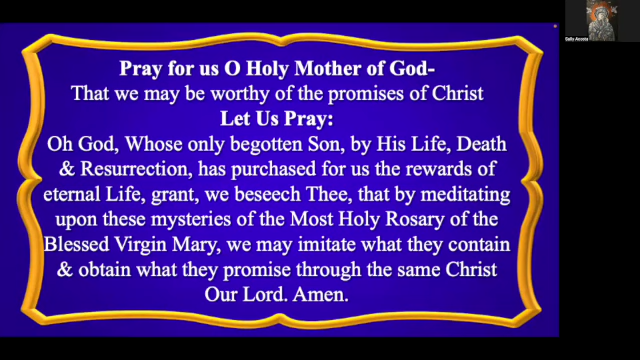 Pray for us O Holy Mother of God-
That we may be worthy of the promises of Christ
Let Us Pray:
Oh God, Whose only begotten Son, by His Life, Death
& Resurrection, has purchased for us the rewards of
eternal Life, grant, we beseech Thee, that by meditating
upon these mysteries of the Most Holy Rosary of the
Blessed Virgin Mary, we may imitate what they contain
& obtain what they promise through the same Christ
Our Lord. Amen.
Sally Acosta